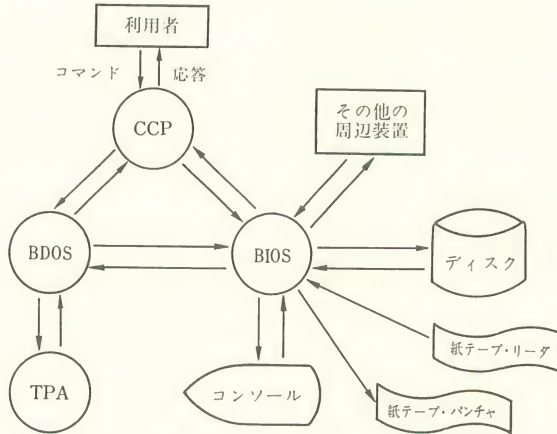 利用者
コマンド
応答
CCP
その他の
周辺装置
BDOS
BIOS
ディスク
紙テープ・リーダ
TPA
コンソール
紙テープ・パンチャ